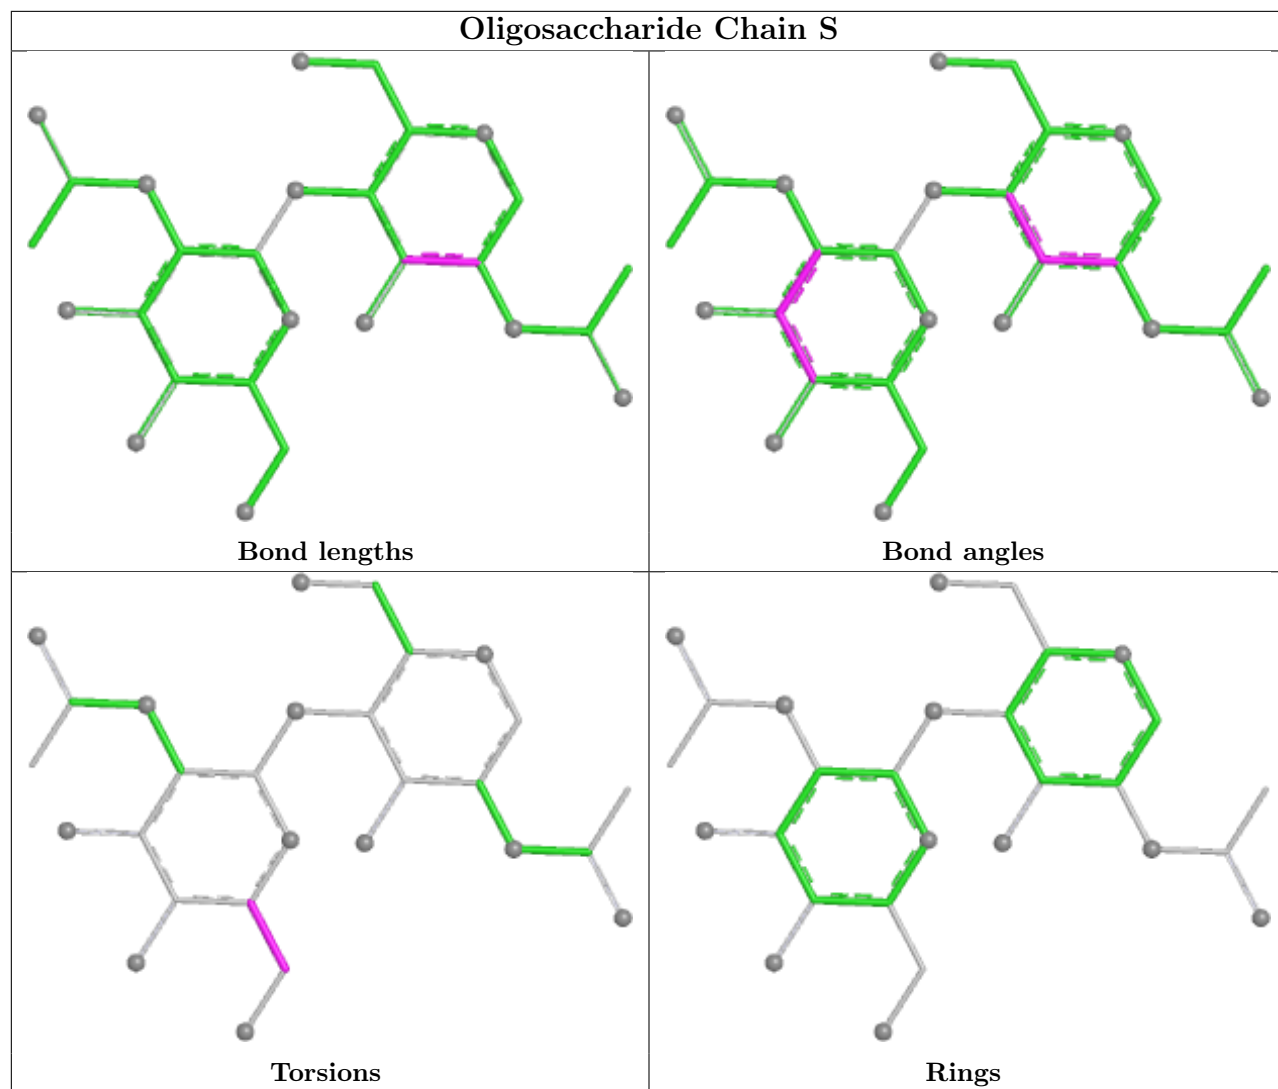 Oligosaccharide Chain S
Bond lengths
Bond angles
Torsions
Rings